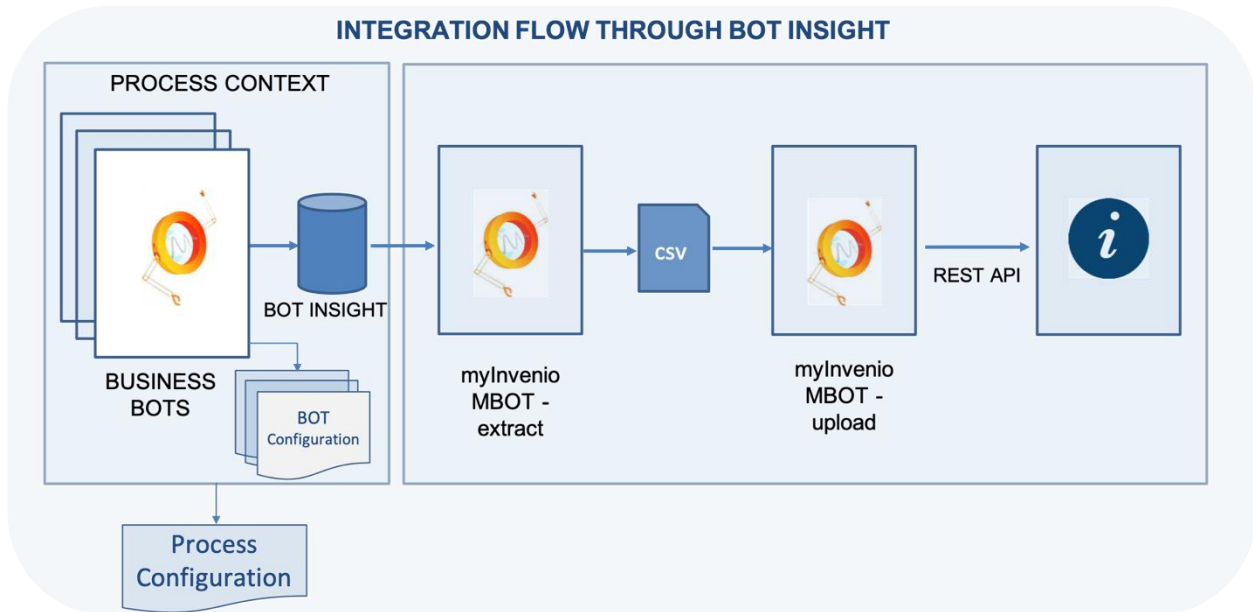 INTEGRATION FLOW THROUGH BOT INSIGHT
PROCESS CONTEXT
BUSINESS
BOTS
BOT INSIGHT
BOT
Configuration
Process
Configuration
myInvenio
MBOT -
extract
CSV
myInvenio
MBOT -
upload
REST API
i